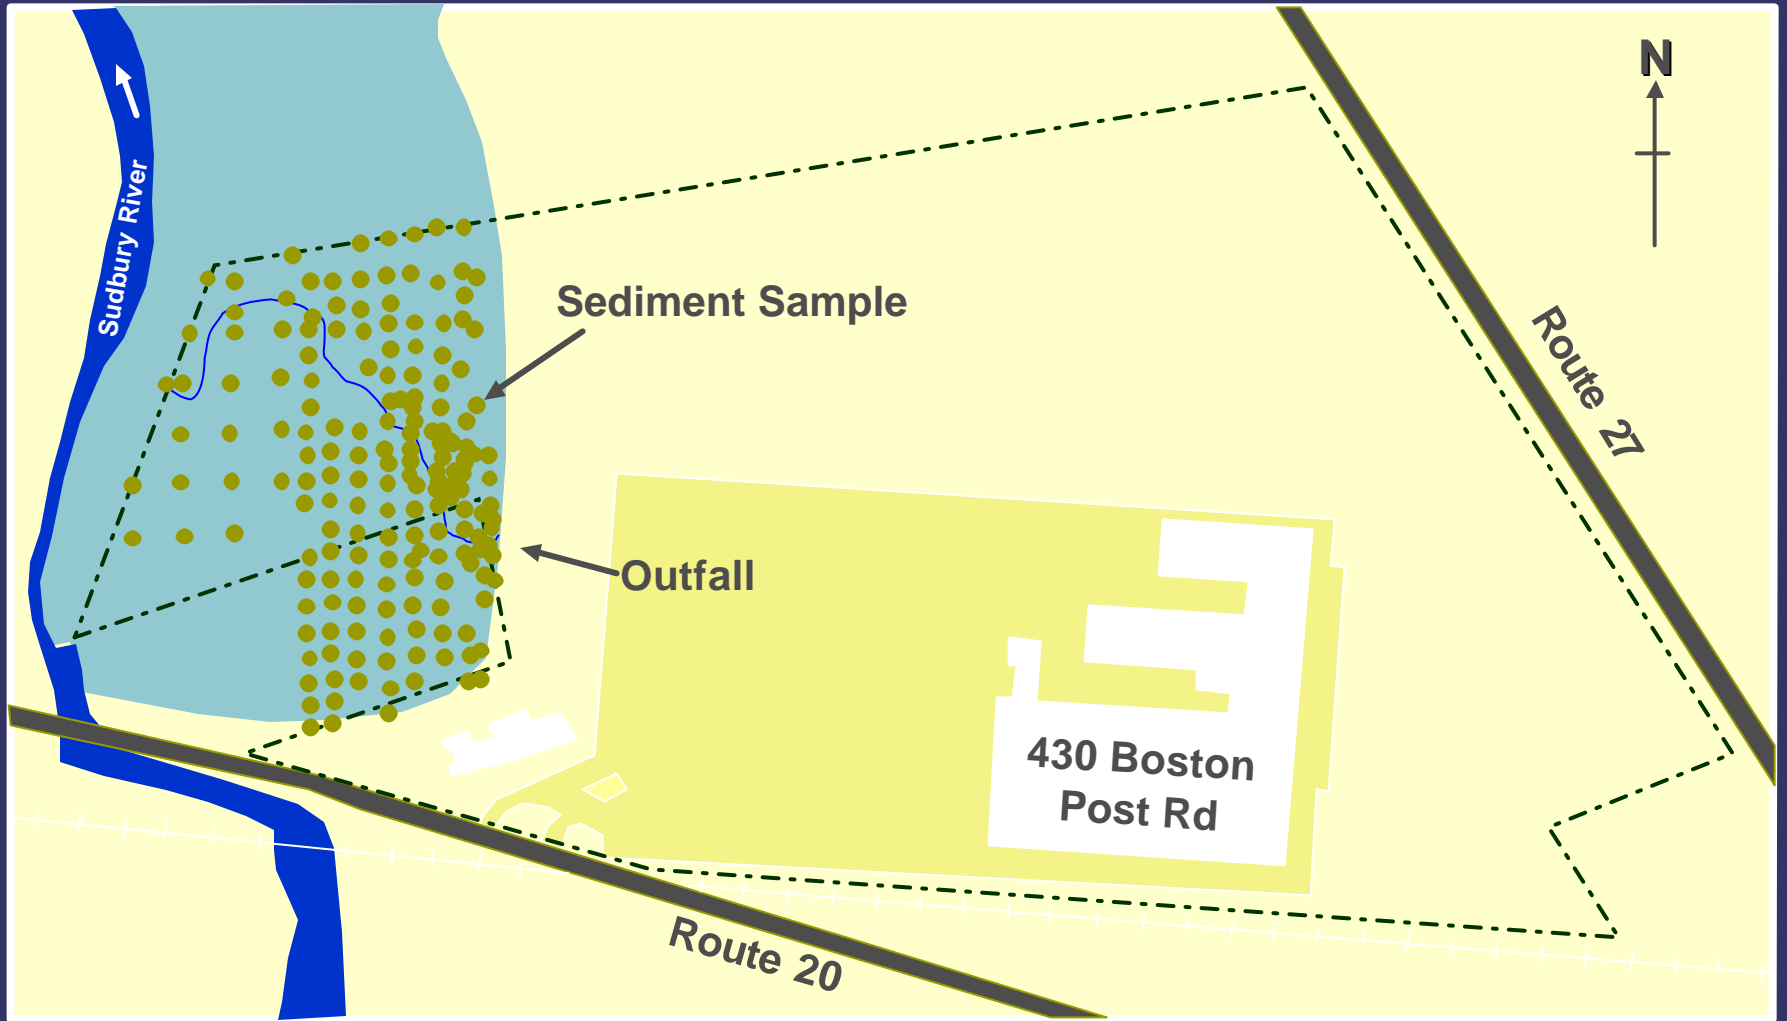 N
Sudbury River
Sediment Sample
Route 27
Outfall
430 Boston
Post Rd
Route 20